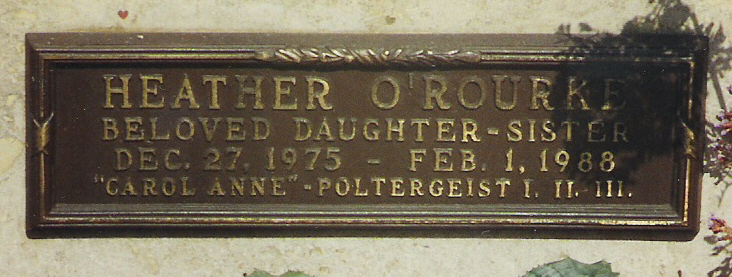 HEATHER O'ROURKE
BELOVED DAUGHTER-SISTER
DEC. 27, 1975 - FEB. 1, 1988
"CAROL ANNE"-POLTERGEIST I. II. III.